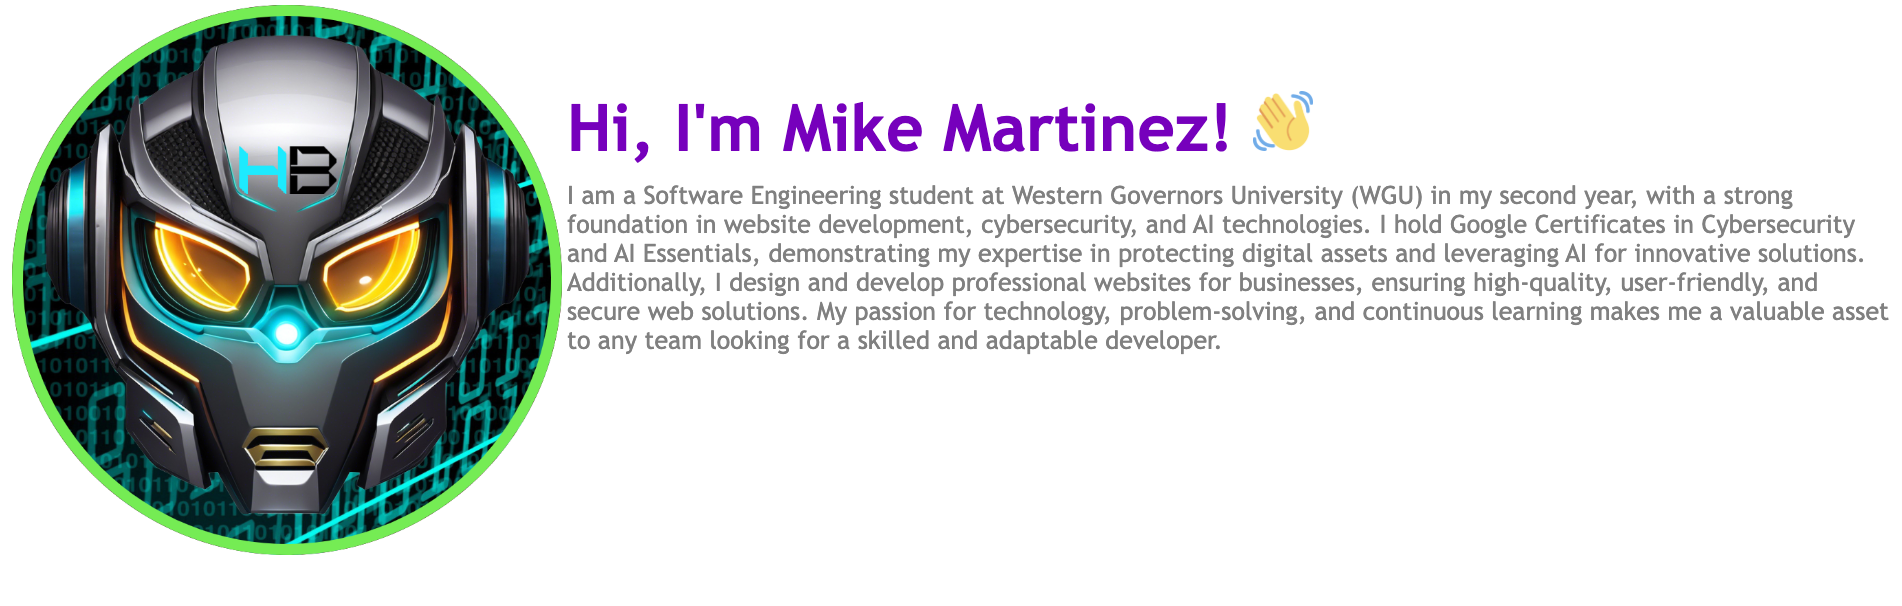 HB
Hi, I'm Mike Martinez! 👋
I am a Software Engineering student at Western Governors University (WGU) in my second year, with a strong
foundation in website development, cybersecurity, and AI technologies. I hold Google Certificates in Cybersecurity
and AI Essentials, demonstrating my expertise in protecting digital assets and leveraging AI for innovative solutions.
Additionally, I design and develop professional websites for businesses, ensuring high-quality, user-friendly, and
secure web solutions. My passion for technology, problem-solving, and continuous learning makes me a valuable asset
to any team looking for a skilled and adaptable developer.